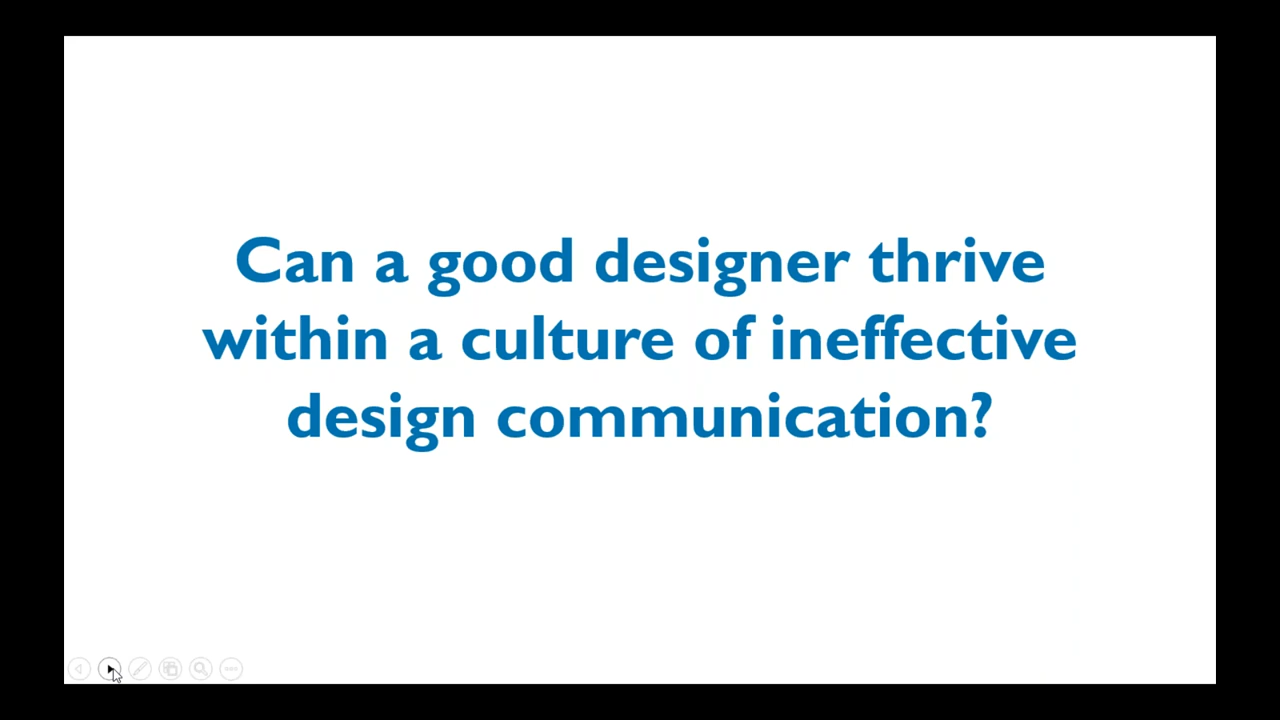 Can a good designer thrive
within a culture of ineffective
design communication?